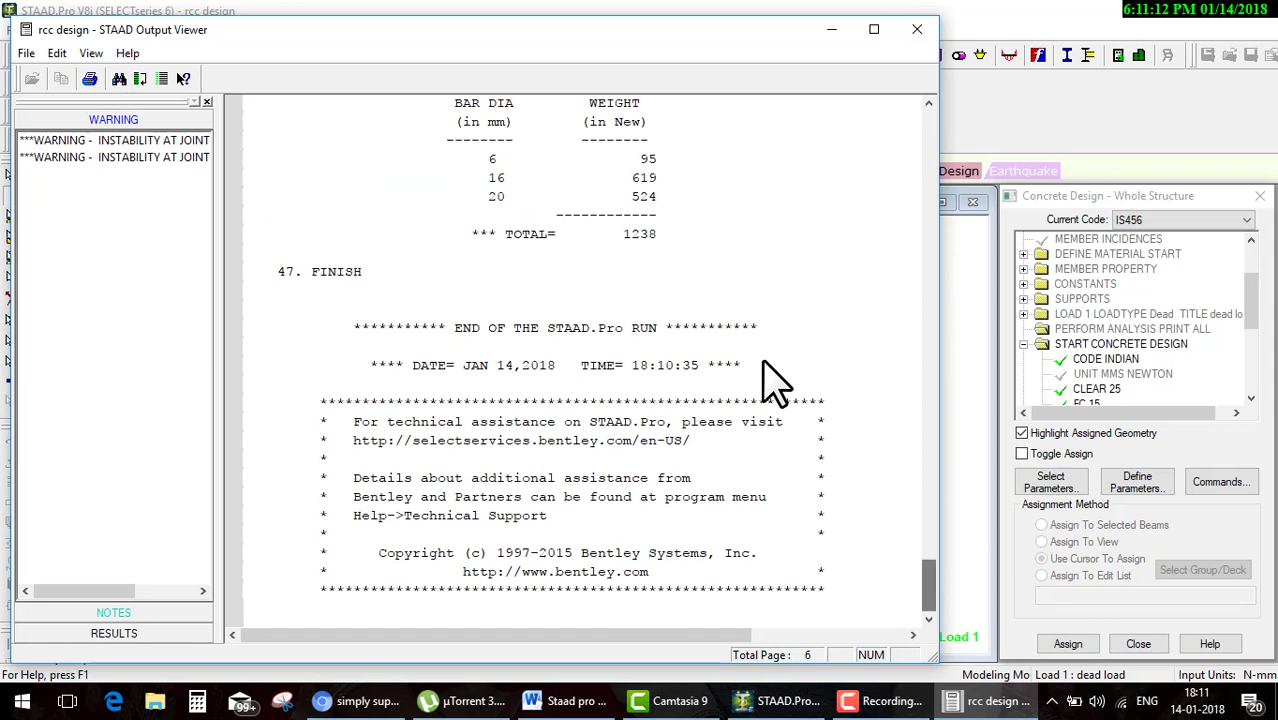 STAAD.Pro V8i (SELECTseries 6) - rcc design
6:11:12 PM 01/14/2018
rcc design - STAAD Output Viewer
File Edit View Help
WARNING
***WARNING - INSTABILITY AT JOINT
***WARNING - INSTABILITY AT JOINT
NOTES
RESULTS
BAR DIA WEIGHT
(in mm) (in New)
-------- --------
6 95
16 619
20 524
------------
*** TOTAL= 1238
47. FINISH
*********** END OF THE STAAD.Pro RUN ***********
**** DATE= JAN 14,2018 TIME= 18:10:35 ****
************************************************************
* For technical assistance on STAAD.Pro, please visit *
* http://selectservices.bentley.com/en-US/ *
* *
* Details about additional assistance from *
* Bentley and Partners can be found at program menu *
* Help->Technical Support *
* *
* Copyright (c) 1997-2015 Bentley Systems, Inc. *
* http://www.bentley.com *
************************************************************
Total Page: 6 NUM
Design Earthquake
Concrete Design - Whole Structure
Current Code: IS456
MEMBER INCIDENCES
DEFINE MATERIAL START
MEMBER PROPERTY
CONSTANTS
SUPPORTS
LOAD 1 LOADTYPE Dead TITLE dead lo
PERFORM ANALYSIS PRINT ALL
START CONCRETE DESIGN
CODE INDIAN
UNIT MMS NEWTON
CLEAR 25
FC 15
Highlight Assigned Geometry
Toggle Assign
Select Parameters...
Define Parameters...
Commands...
Assignment Method
Assign To Selected Beams
Assign To View
Use Cursor To Assign
Select Group/Deck
Assign To Edit List
Assign Close Help
Load 1
For Help, press F1
Modeling Mo Load 1 : dead load Input Units: N-mm
99+
simply sup...
µTorrent 3....
Staad pro ...
Camtasia 9
STAAD.Pro...
Recording...
rcc design ...
ENG
18:11
14-01-2018
20